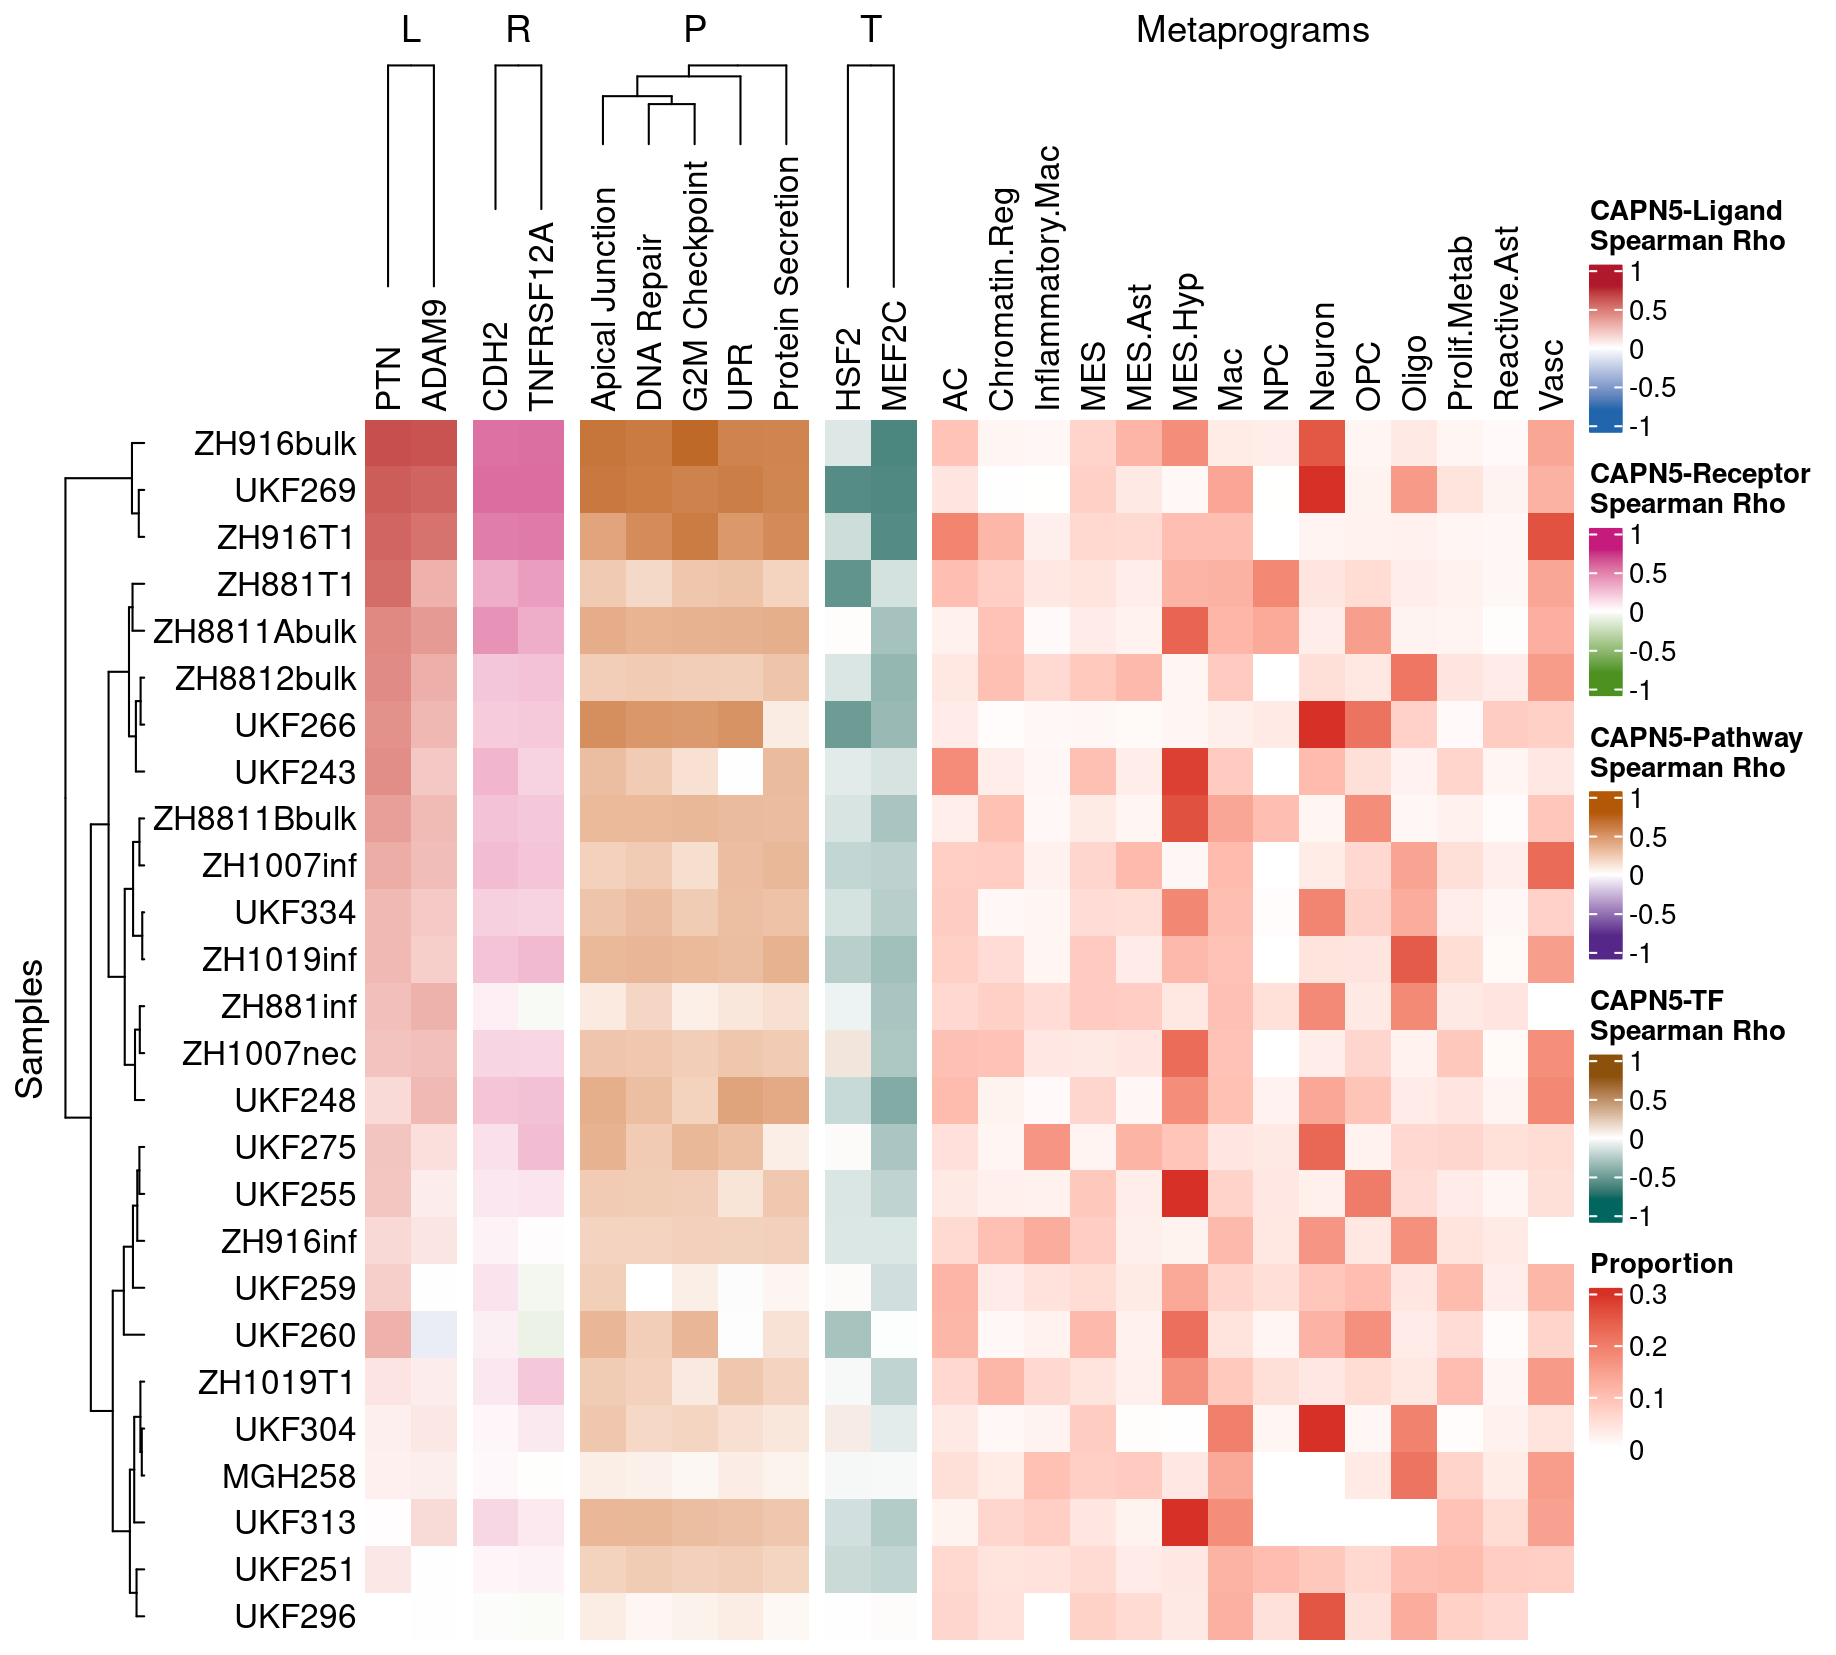 L R P T Metaprograms
PTN
ADAM9
CDH2
TNFRSF12A
Apical Junction
DNA Repair
G2M Checkpoint
UPR
Protein Secretion
HSF2
MEF2C
AC
Chromatin.Reg
Inflammatory.Mac
MES
MES.Ast
MES.Hyp
Mac
NPC
Neuron
OPC
Oligo
Prolif.Metab
Reactive.Ast
Vasc
Samples
ZH916bulk
UKF269
ZH916T1
ZH881T1
ZH8811Abulk
ZH8812bulk
UKF266
UKF243
ZH8811Bbulk
ZH1007inf
UKF334
ZH1019inf
ZH881inf
ZH1007nec
UKF248
UKF275
UKF255
ZH916inf
UKF259
UKF260
ZH1019T1
UKF304
MGH258
UKF313
UKF251
UKF296
CAPN5-Ligand
Spearman Rho
1
0.5
0
-0.5
-1
CAPN5-Receptor
Spearman Rho
1
0.5
0
-0.5
-1
CAPN5-Pathway
Spearman Rho
1
0.5
0
-0.5
-1
CAPN5-TF
Spearman Rho
1
0.5
0
-0.5
-1
Proportion
0.3
0.2
0.1
0